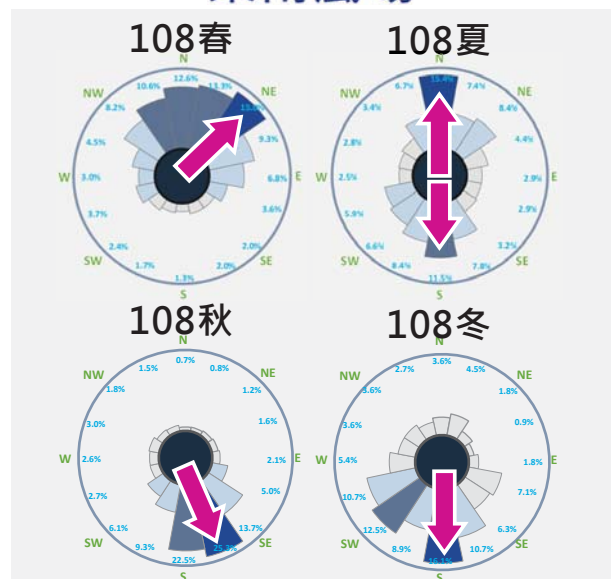 108春
N
12.6%
10.6% 13.3%
NW NE
8.2%
4.5% 9.3%
W 3.0% 6.8% E
3.7% 3.6%
2.4% 2.0%
SW SE
1.7% 2.0%
1.3%
S
108夏
N
15.4%
6.7% 7.4%
NW NE
3.4% 8.4%
2.8% 4.4%
W 2.5% 2.9% E
5.9% 2.9%
6.6% 3.2%
SW SE
8.4% 7.8%
11.5%
S
108秋
N
0.7%
1.5% 0.8%
NW NE
1.8% 1.2%
3.0% 1.6%
W 2.6% 2.1% E
2.7% 5.0%
6.1% 13.7%
SW SE
9.3% 25.3%
22.5%
S
108冬
N
3.6%
2.7% 4.5%
NW NE
3.6% 1.8%
3.6% 0.9%
W 5.4% 1.8% E
10.7% 7.1%
12.5% 6.3%
SW SE
8.9% 10.7%
16.1%
S